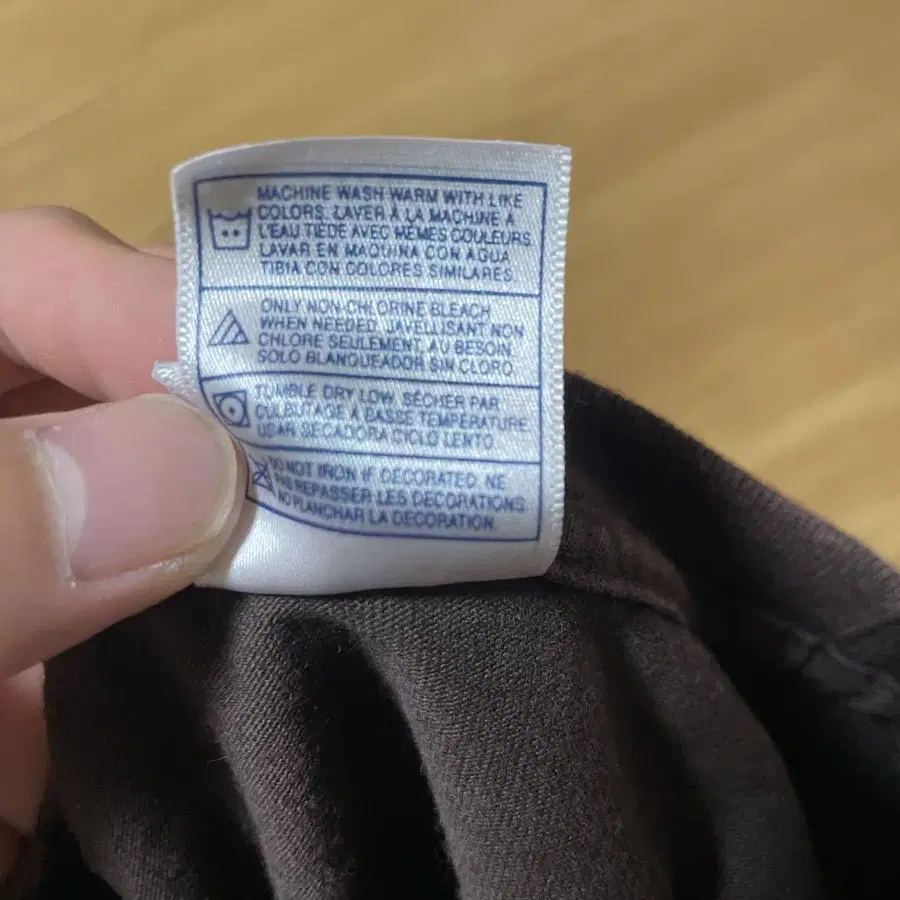 MACHINE WASH WARM WITH LIKE
COLORS, LAVER À LA MACHINE À
L'EAU TIÈDE AVEC MÊMES COULEURS
LAVAR EN MAQUINA CON AGUA
TIBIA CON COLORES SIMILARES
ONLY NON-CHLORINE BLEACH
WHEN NEEDED, JAVELLISANT NON
CHLORE SEULEMENT, AU BESOIN.
SOLO BLANQUEADOR SIN CLORO.
TUMBLE DRY LOW, SÉCHER PAR
CULBUTAGE À BASSE TEMPÉRATURE
USAR SECADORA CICLO LENTO.
DO NOT IRON IF DECORATED, NE
PAS REPASSER LES DECORATIONS.
NO PLANCHAR LA DECORATION.